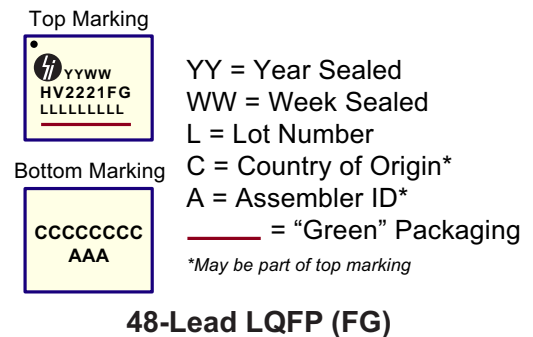 Top Marking
YYWW
HV2221FG
LLLLLLLLL
Bottom Marking
CCCCCCCC
AAA
YY = Year Sealed
WW = Week Sealed
L = Lot Number
C = Country of Origin*
A = Assembler ID*
= “Green” Packaging
*May be part of top marking
48-Lead LQFP (FG)